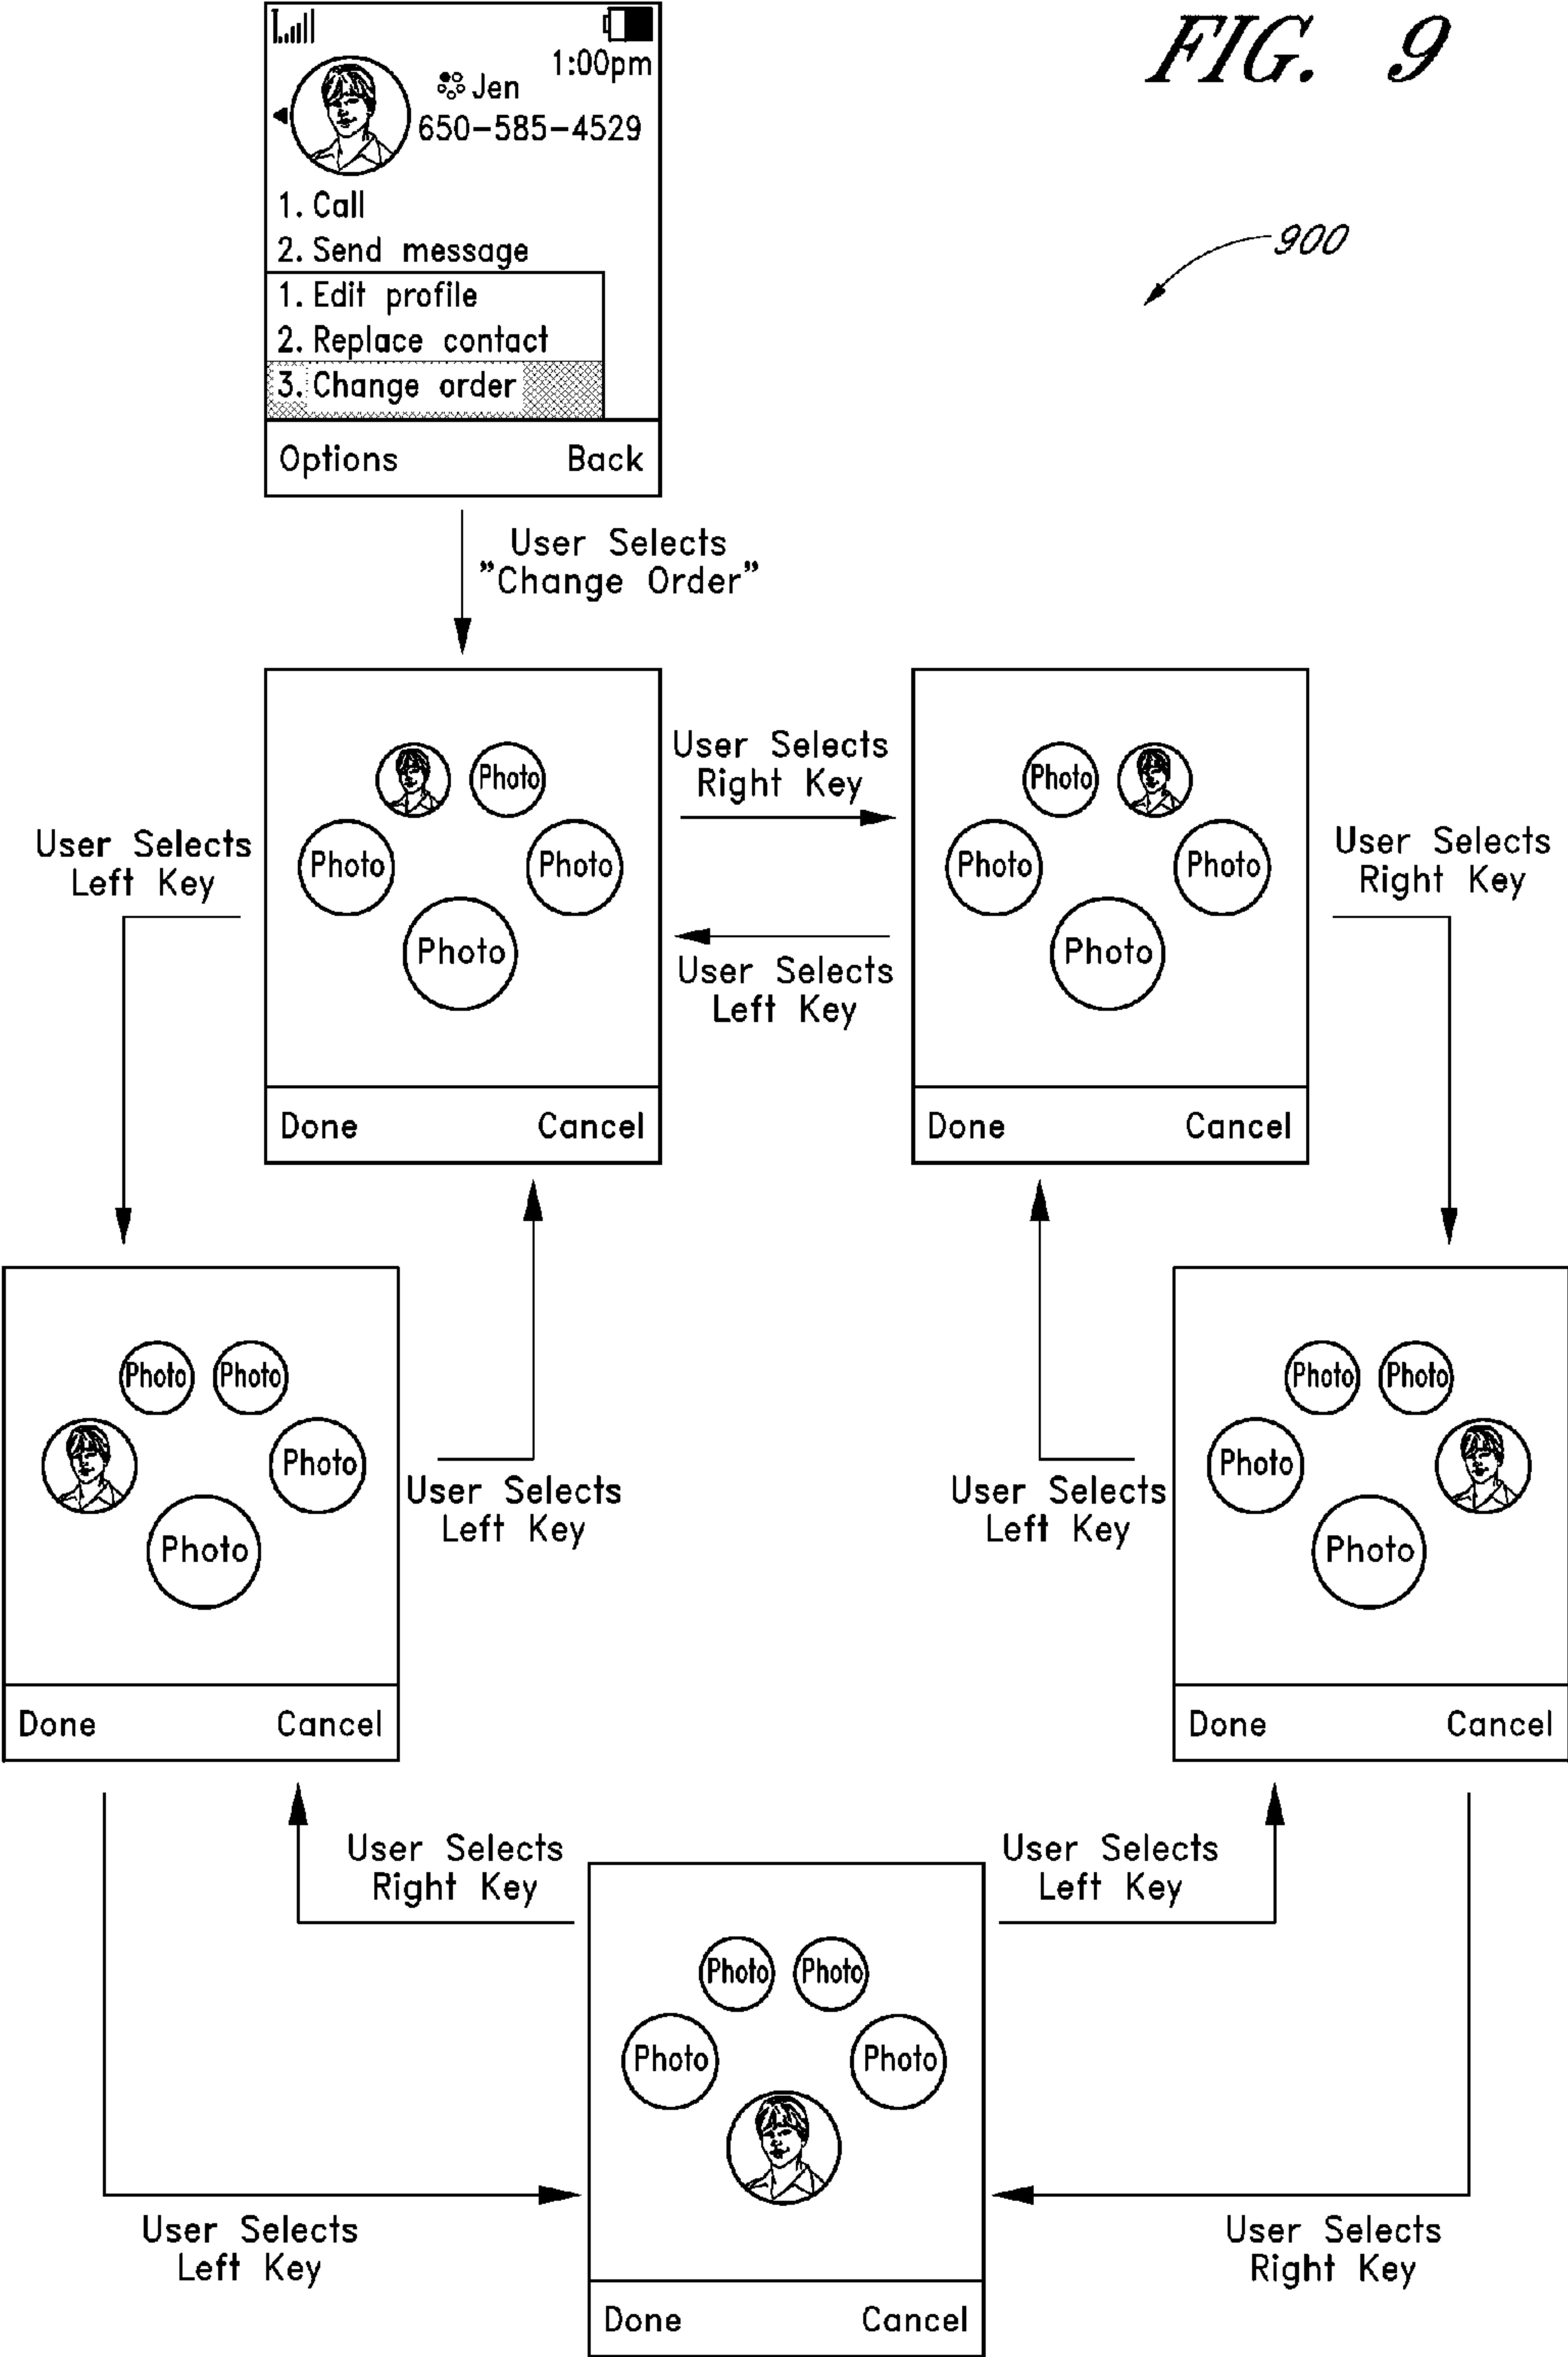 FIG. 9
1:00pm
Jen
650-585-4529
1. Call
2. Send message
1. Edit profile
2. Replace contact
3. Change order
Options Back
900
User Selects
"Change Order"
Photo
Photo Photo
Photo
Done Cancel
User Selects
Right Key
User Selects
Left Key
Photo
Photo Photo
Photo
Done Cancel
User Selects
Left Key
User Selects
Right Key
Photo Photo
Photo
Photo
Done Cancel
User Selects
Left Key
User Selects
Left Key
Photo Photo
Photo
Photo
Done Cancel
User Selects
Right Key
User Selects
Left Key
Photo Photo
Photo Photo
Done Cancel
User Selects
Left Key
User Selects
Right Key